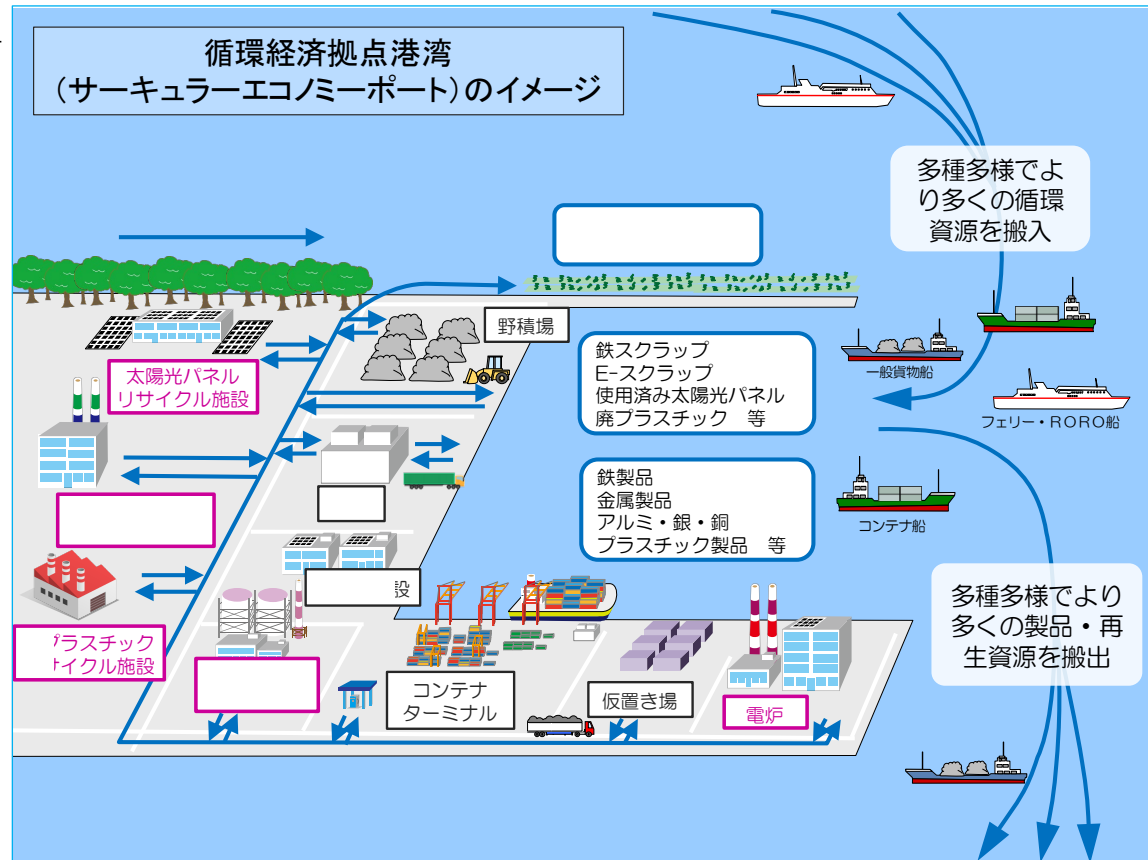 循環経済拠点港湾
（サーキュラーエコノミーポート）のイメージ
多種多様でよ
り多くの循環
資源を搬入
野積場
太陽光パネル
リサイクル施設
鉄スクラップ
E-スクラップ
使用済み太陽光パネル
廃プラスチック　等
一般貨物船
フェリー・RORO船
鉄製品
金属製品
アルミ・銀・銅
プラスチック製品　等
コンテナ船
設
プラスチック
イクル施設
コンテナ
ターミナル
仮置き場
電炉
多種多様でより
多くの製品・再
生資源を搬出